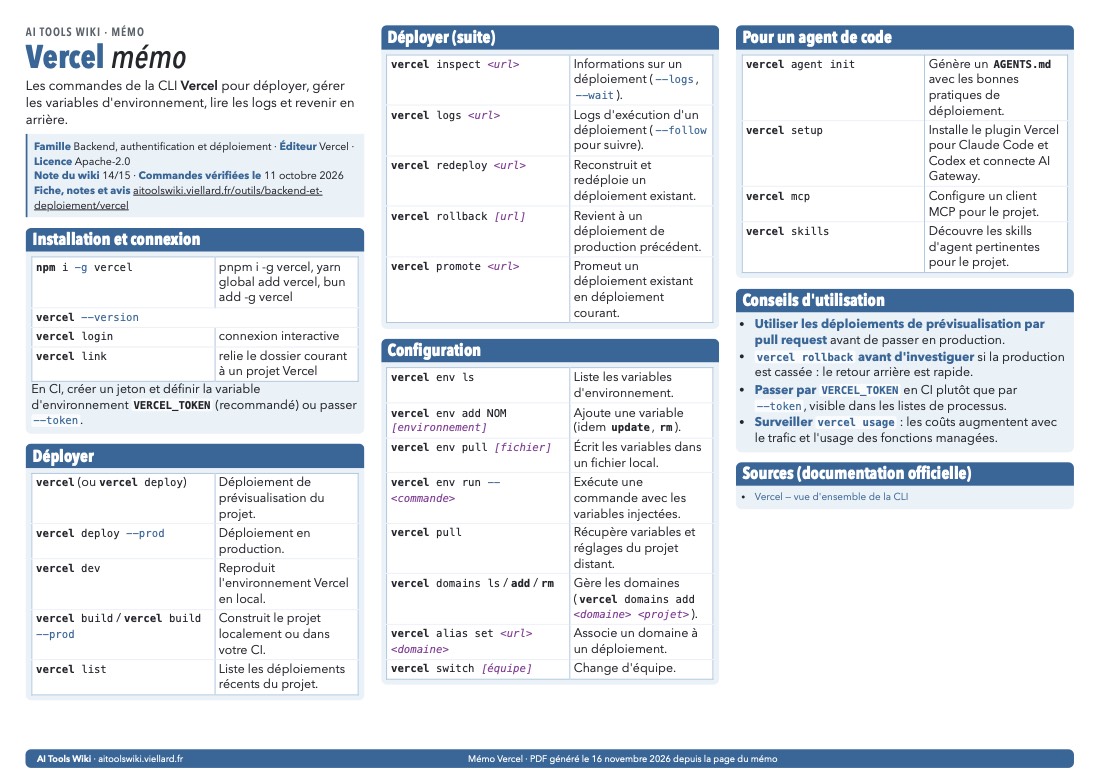 AI TOOLS WIKI · MÉMO
Vercel mémo
Les commandes de la CLI Vercel pour déployer, gérer
les variables d'environnement, lire les logs et revenir en
arrière.
Famille Backend, authentification et déploiement · Éditeur Vercel ·
Licence Apache-2.0
Note du wiki 14/15 · Commandes vérifiées le 11 octobre 2026
Fiche, notes et avis aitoolswiki.viellard.fr/outils/backend-et-
deploiement/vercel
Installation et connexion
npm i -g vercel
pnpm i -g vercel, yarn
global add vercel, bun
add -g vercel
vercel --version
vercel login
connexion interactive
vercel link
relie le dossier courant
à un projet Vercel
En CI, créer un jeton et définir la variable
d'environnement VERCEL_TOKEN (recommandé) ou passer
--token.
Déployer
vercel (ou vercel deploy)
Déploiement de
prévisualisation du
projet.
vercel deploy --prod
Déploiement en
production.
vercel dev
Reproduit
l'environnement Vercel
en local.
vercel build / vercel build
--prod
Construit le projet
localement ou dans
votre CI.
vercel list
Liste les déploiements
récents du projet.
Déployer (suite)
vercel inspect <url>
Informations sur un
déploiement (--logs,
--wait).
vercel logs <url>
Logs d'exécution d'un
déploiement (--follow
pour suivre).
vercel redeploy <url>
Reconstruit et
redéploie un
déploiement existant.
vercel rollback [url]
Revient à un
déploiement de
production précédent.
vercel promote <url>
Promeut un
déploiement existant
en déploiement
courant.
Configuration
vercel env ls
Liste les variables
d'environnement.
vercel env add NOM
[environnement]
Ajoute une variable
(idem update, rm).
vercel env pull [fichier]
Écrit les variables dans
un fichier local.
vercel env run --
<commande>
Exécute une
commande avec les
variables injectées.
vercel pull
Récupère variables et
réglages du projet
distant.
vercel domains ls / add / rm
Gère les domaines
(vercel domains add
<domaine> <projet>).
vercel alias set <url>
<domaine>
Associe un domaine à
un déploiement.
vercel switch [équipe]
Change d'équipe.
Pour un agent de code
vercel agent init
Génère un AGENTS.md
avec les bonnes
pratiques de
déploiement.
vercel setup
Installe le plugin Vercel
pour Claude Code et
Codex et connecte AI
Gateway.
vercel mcp
Configure un client
MCP pour le projet.
vercel skills
Découvre les skills
d'agent pertinentes
pour le projet.
Conseils d'utilisation
• Utiliser les déploiements de prévisualisation par
pull request avant de passer en production.
• vercel rollback avant d'investiguer si la production
est cassée : le retour arrière est rapide.
• Passer par VERCEL_TOKEN en CI plutôt que par
--token, visible dans les listes de processus.
• Surveiller vercel usage : les coûts augmentent avec
le trafic et l'usage des fonctions managées.
Sources (documentation officielle)
• Vercel – vue d'ensemble de la CLI
AI Tools Wiki · aitoolswiki.viellard.fr
Mémo Vercel · PDF généré le 16 novembre 2026 depuis la page du mémo